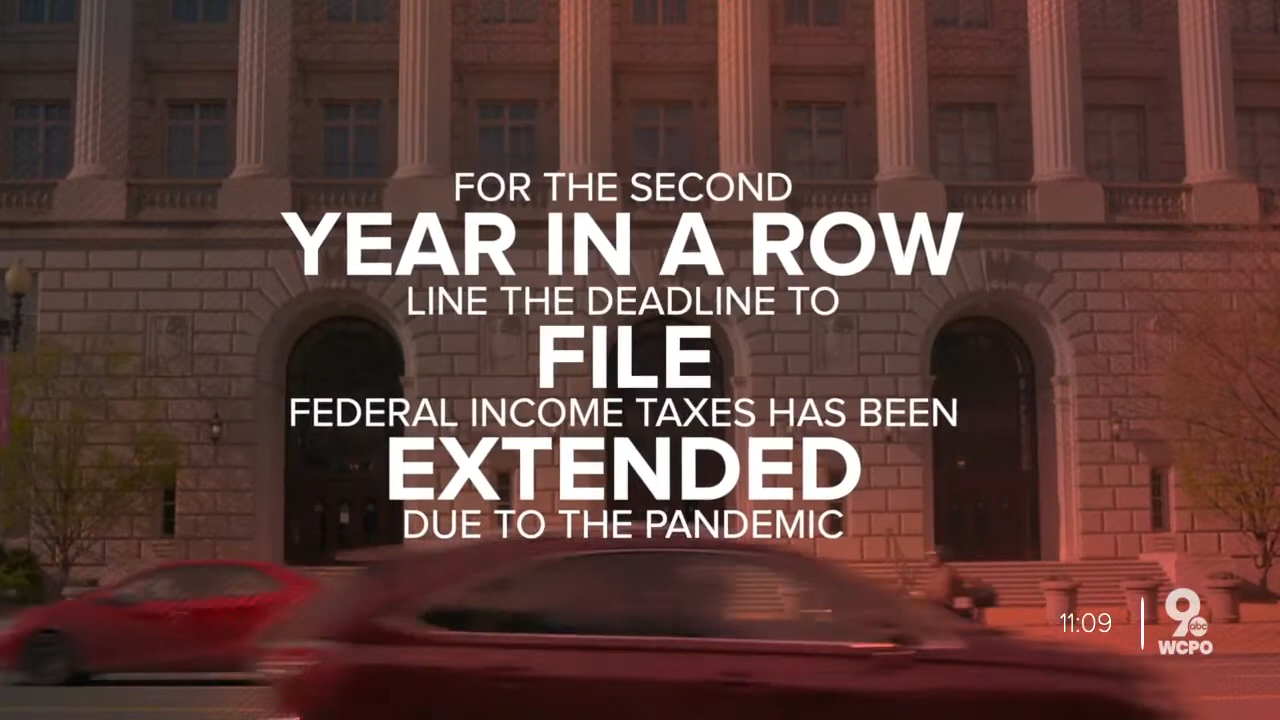 FOR THE SECOND
YEAR IN A ROW
LINE THE DEADLINE TO
FILE
FEDERAL INCOME TAXES HAS BEEN
EXTENDED
DUE TO THE PANDEMIC
11:09
9
abc
WCPO